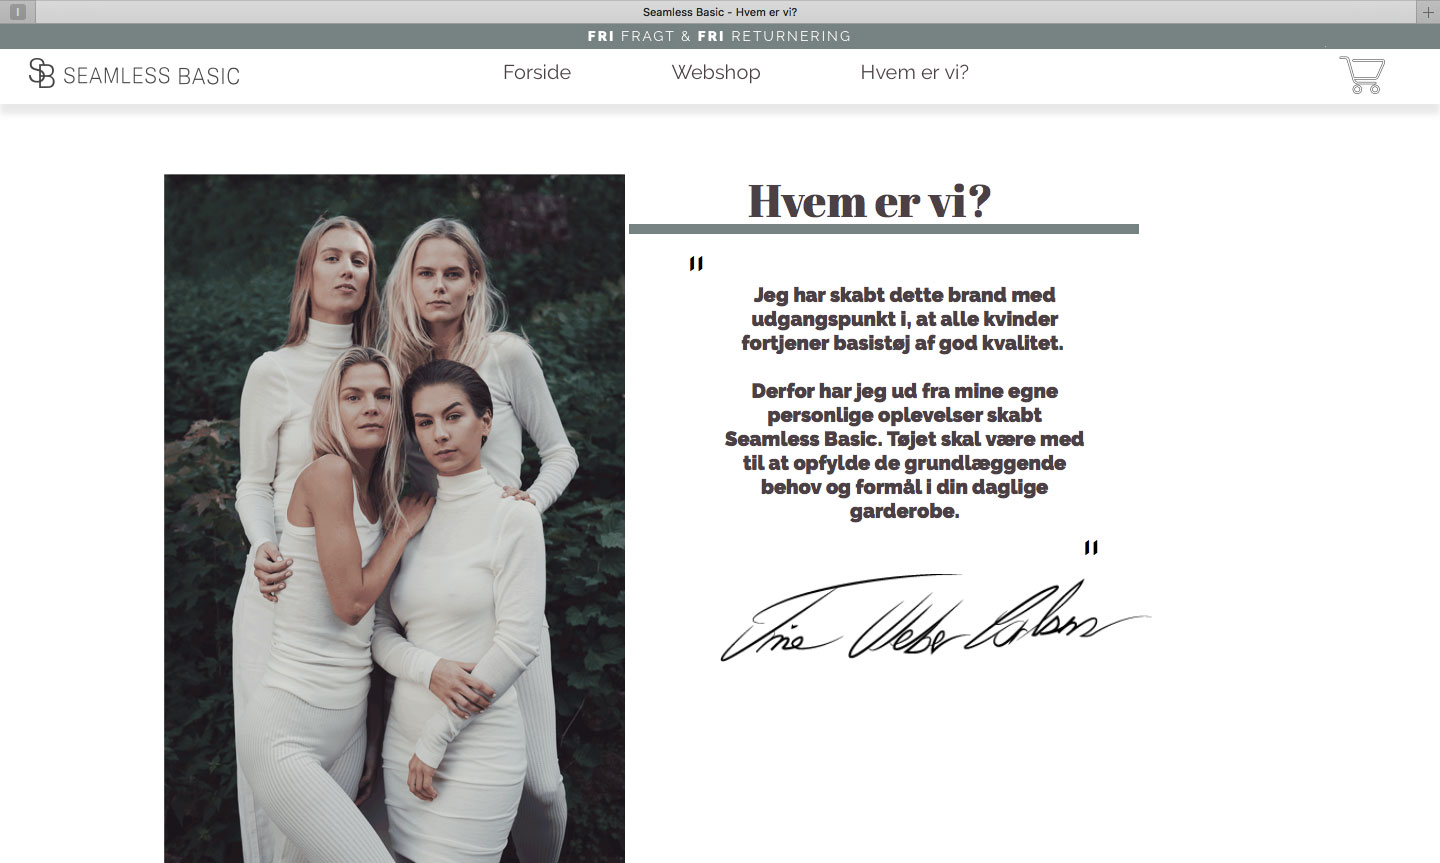 Seamless Basic - Hvem er vi?
FRI FRAGT & FRI RETURNERING
SB SEAMLESS BASIC
Forside
Webshop
Hvem er vi?
Hvem er vi?
"
Jeg har skabt dette brand med
udgangspunkt i, at alle kvinder
fortjener basistøj af god kvalitet.
Derfor har jeg ud fra mine egne
personlige oplevelser skabt
Seamless Basic. Tøjet skal være med
til at opfylde de grundlæggende
behov og formål i din daglige
garderobe.
"
Weber